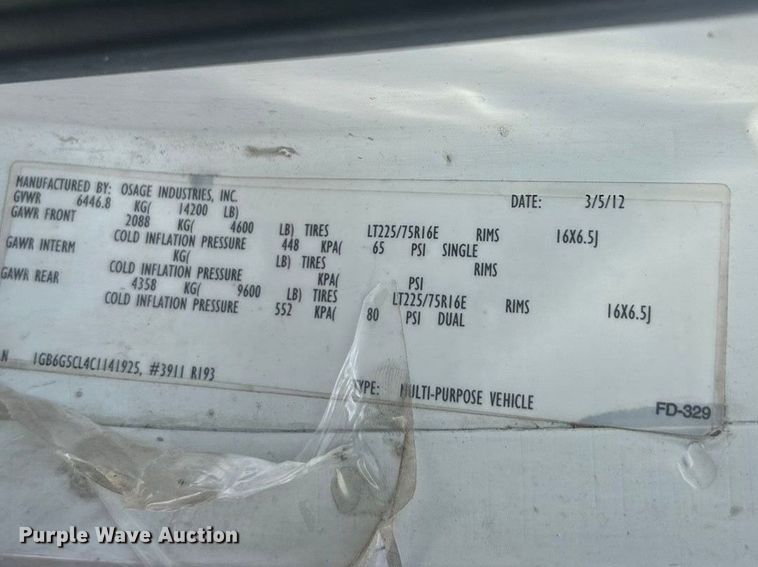 MANUFACTURED BY: OSAGE INDUSTRIES, INC. DATE: 3/5/12
GVWR 6446.8 KG( 14200 LB)
GAWR FRONT 2088 KG( 4600 LB) TIRES LT225/75R16E RIMS 16X6.5J
COLD INFLATION PRESSURE 448 KPA( 65 PSI SINGLE
GAWR INTERM KG( LB) TIRES RIMS
COLD INFLATION PRESSURE KPA( PSI
GAWR REAR 4358 KG( 9600 LB) TIRES LT225/75R16E RIMS 16X6.5J
COLD INFLATION PRESSURE 552 KPA( 80 PSI DUAL
N 1GB6G5CL4C1141925, #3911 R193
TYPE: MULTI-PURPOSE VEHICLE
FD-329
Purple Wave Auction